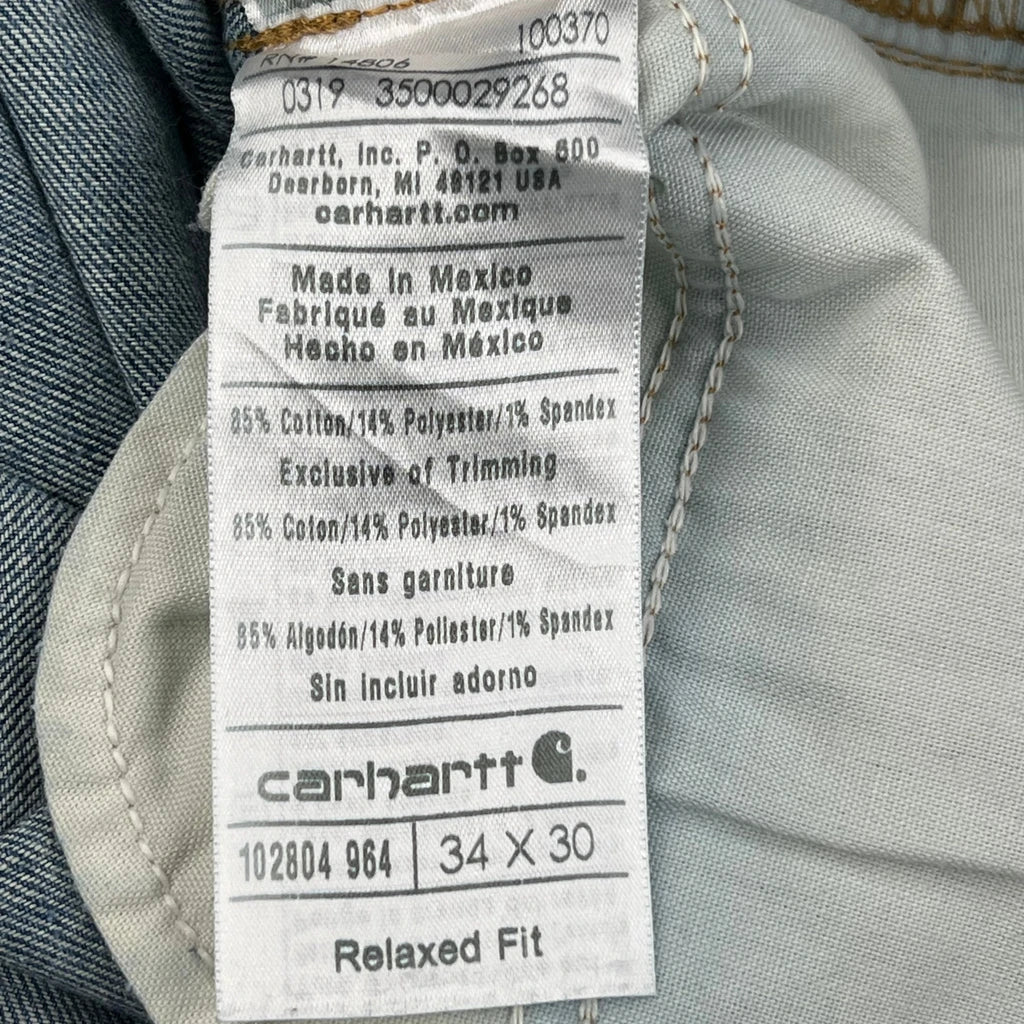 100370
RN# 14806
0319 3500029268
Carhartt, Inc. P. O. Box 600
Dearborn, MI 48121 USA
carhartt.com
Made in Mexico
Fabriqué au Mexique
Hecho en México
85% Cotton/14% Polyester/1% Spandex
Exclusive of Trimming
85% Coton/14% Polyester/1% Spandex
Sans garniture
85% Algodón/14% Poliester/1% Spandex
Sin incluir adorno
carhartt
102804 964 34 X 30
Relaxed Fit